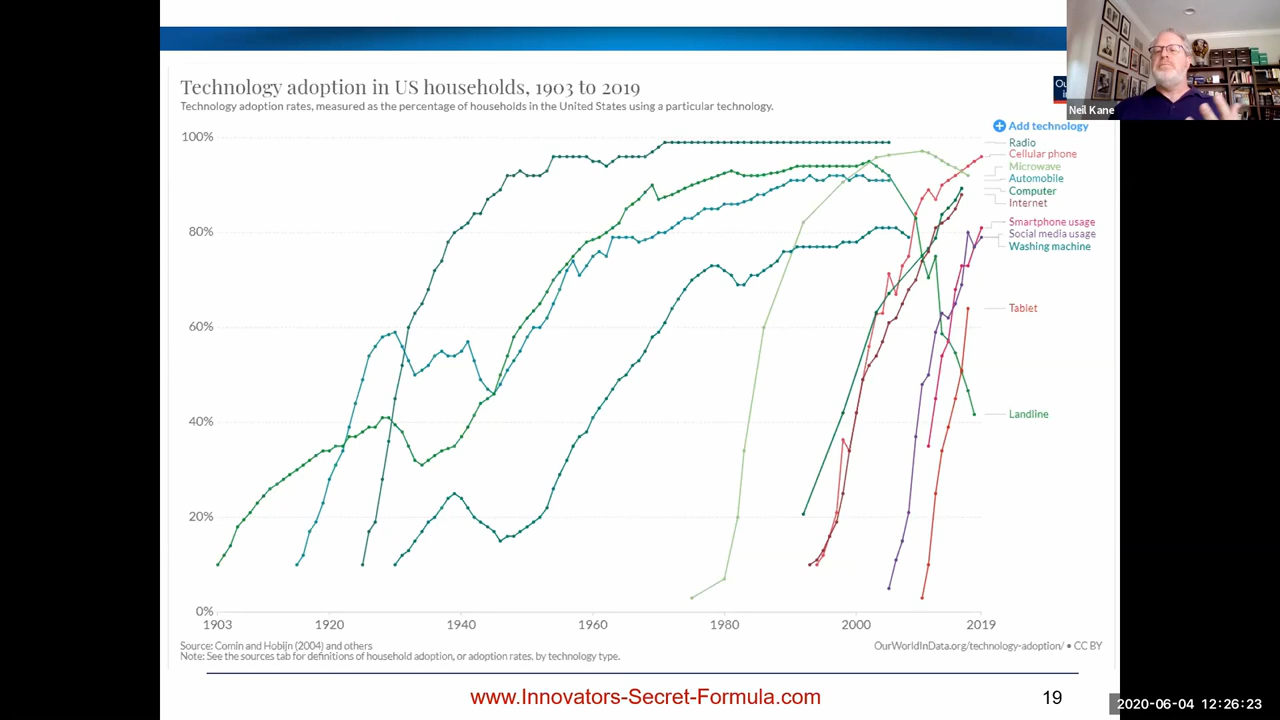 Technology adoption in US households, 1903 to 2019
Technology adoption rates, measured as the percentage of households in the United States using a particular technology.
Neil Kane
Add technology
100%
80%
60%
40%
20%
0%
Radio
Cellular phone
Microwave
Automobile
Computer
Internet
Smartphone usage
Social media usage
Washing machine
Tablet
Landline
1903
1920
1940
1960
1980
2000
2019
Source: Comin and Hobijn (2004) and others
OurWorldInData.org/technology-adoption/ • CC BY
Note: See the sources tab for definitions of household adoption, or adoption rates, by technology type.
www.Innovators-Secret-Formula.com
19
2020-06-04 12:26:23